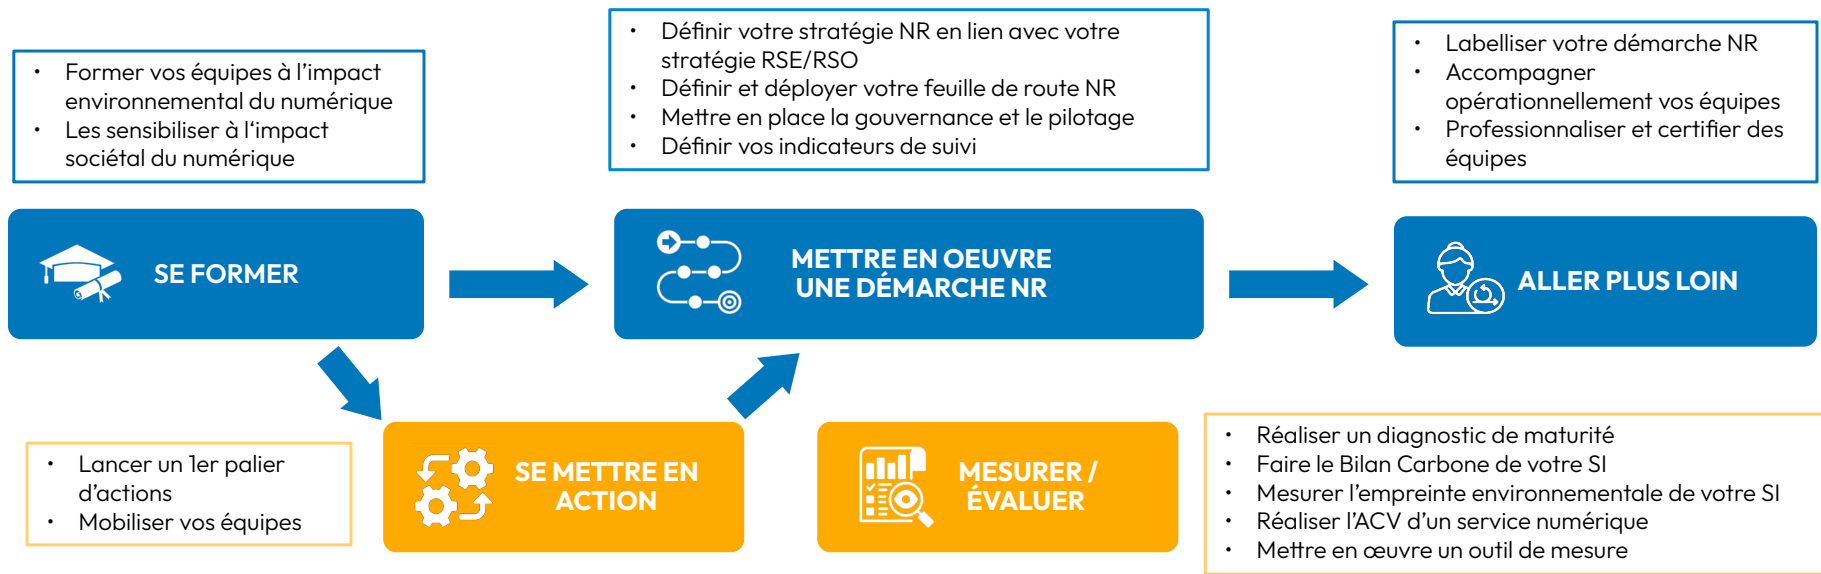 • Former vos équipes à l'impact
environnemental du numérique
• Les sensibiliser à l‘impact
sociétal du numérique
• Définir votre stratégie NR en lien avec votre
stratégie RSE/RSO
• Définir et déployer votre feuille de route NR
• Mettre en place la gouvernance et le pilotage
• Définir vos indicateurs de suivi
• Labelliser votre démarche NR
• Accompagner
opérationnellement vos équipes
• Professionnaliser et certifier des
équipes
SE FORMER
METTRE EN OEUVRE
UNE DÉMARCHE NR
ALLER PLUS LOIN
• Lancer un 1er palier
d'actions
• Mobiliser vos équipes
SE METTRE EN
ACTION
MESURER /
ÉVALUER
• Réaliser un diagnostic de maturité
• Faire le Bilan Carbone de votre SI
• Mesurer l'empreinte environnementale de votre SI
• Réaliser l'ACV d'un service numérique
• Mettre en œuvre un outil de mesure